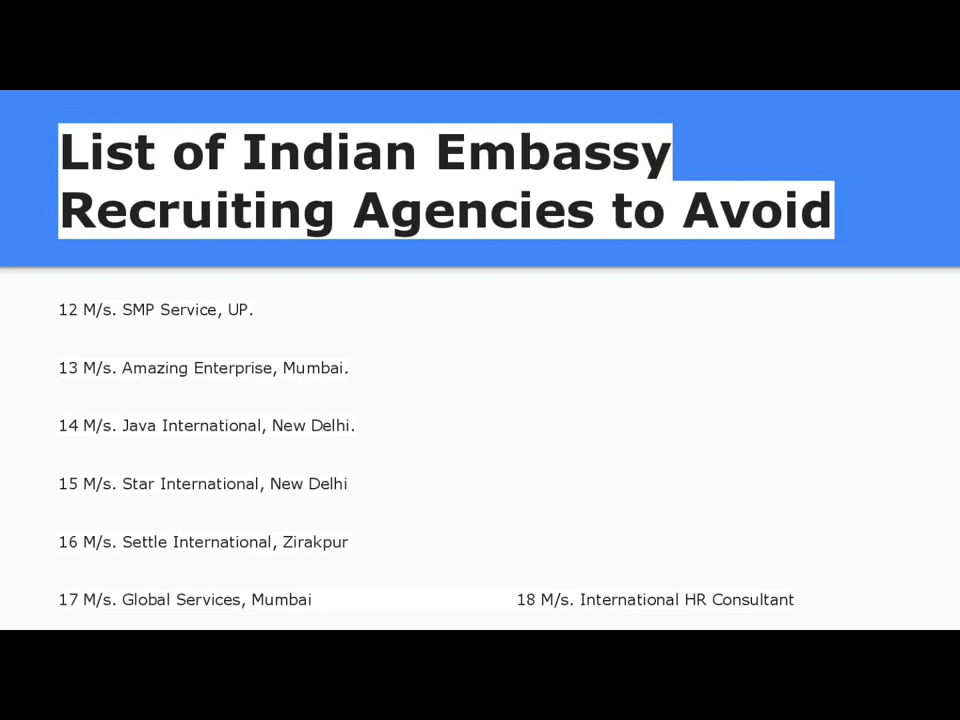 List of Indian Embassy
Recruiting Agencies to Avoid
12 M/s. SMP Service, UP.
13 M/s. Amazing Enterprise, Mumbai.
14 M/s. Java International, New Delhi.
15 M/s. Star International, New Delhi
16 M/s. Settle International, Zirakpur
17 M/s. Global Services, Mumbai 18 M/s. International HR Consultant